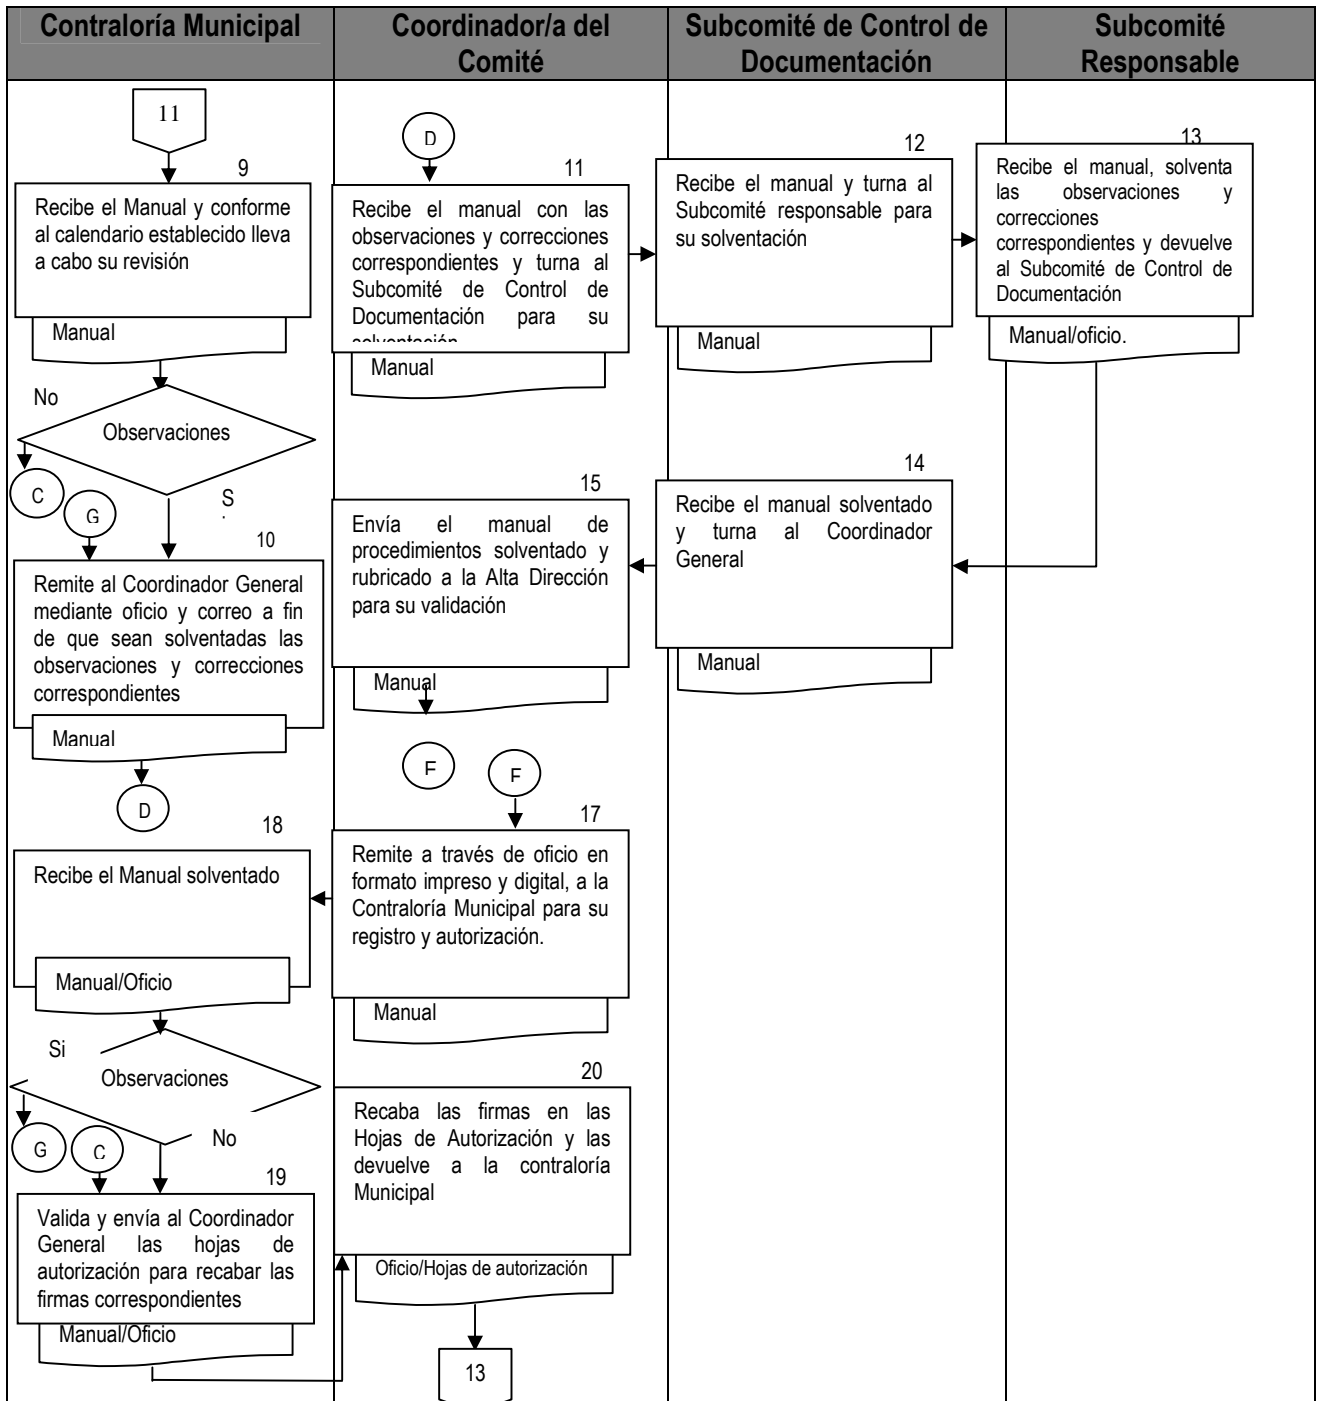 Contraloría Municipal
Coordinador/a del
Comité
Subcomité de Control de
Documentación
Subcomité
Responsable
11
9
Recibe el Manual y conforme
al calendario establecido lleva
a cabo su revisión
Manual
No
Observaciones
C
G
S
10
Remite al Coordinador General
mediante oficio y correo a fin
de que sean solventadas las
observaciones y correcciones
correspondientes
Manual
D
18
Recibe el Manual solventado
Manual/Oficio
Si
Observaciones
No
G
C
19
Valida y envía al Coordinador
General las hojas de
autorización para recabar las
firmas correspondientes
Manual/Oficio
D
11
Recibe el manual con las
observaciones y correcciones
correspondientes y turna al
Subcomité de Control de
Documentación para su
solventación
Manual
15
Envía el manual de
procedimientos solventado y
rubricado a la Alta Dirección
para su validación
Manual
F
17
Remite a través de oficio en
formato impreso y digital, a la
Contraloría Municipal para su
registro y autorización.
Manual
20
Recaba las firmas en las
Hojas de Autorización y las
devuelve a la contraloría
Municipal
Oficio/Hojas de autorización
13
12
Recibe el manual y turna al
Subcomité responsable para
su solventación
Manual
14
Recibe el manual solventado
y turna al Coordinador
General
Manual
13
Recibe el manual, solventa
las observaciones y
correcciones
correspondientes y devuelve
al Subcomité de Control de
Documentación
Manual/oficio.